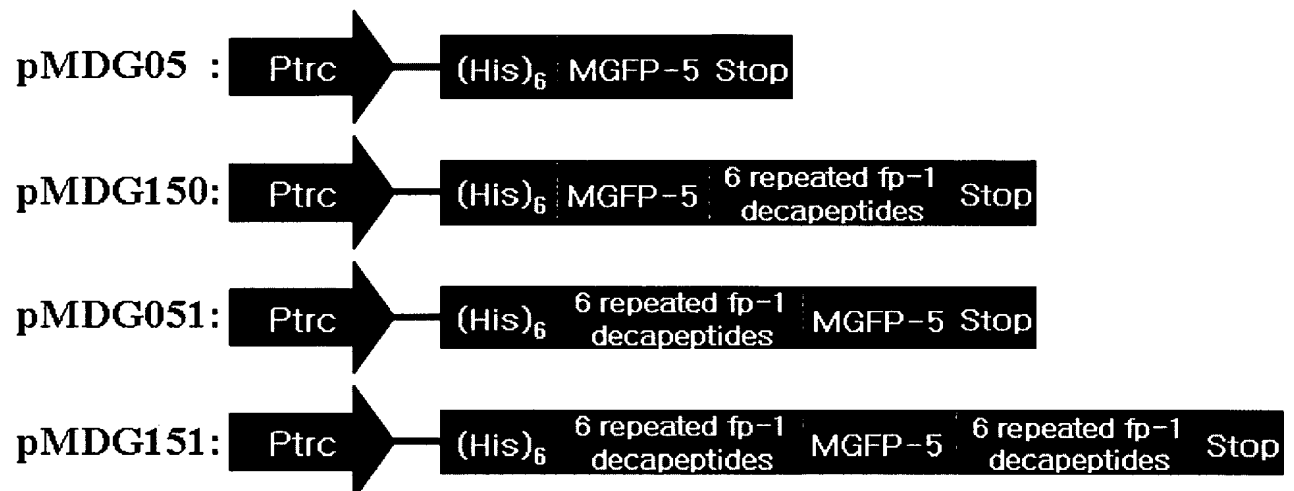 pMDG05 : Ptrc (His)6 MGFP-5 Stop
pMDG150: Ptrc (His)6 MGFP-5 6 repeated fp-1 decapeptides Stop
pMDG051: Ptrc (His)6 6 repeated fp-1 decapeptides MGFP-5 Stop
pMDG151: Ptrc (His)6 6 repeated fp-1 decapeptides MGFP-5 6 repeated fp-1 decapeptides Stop